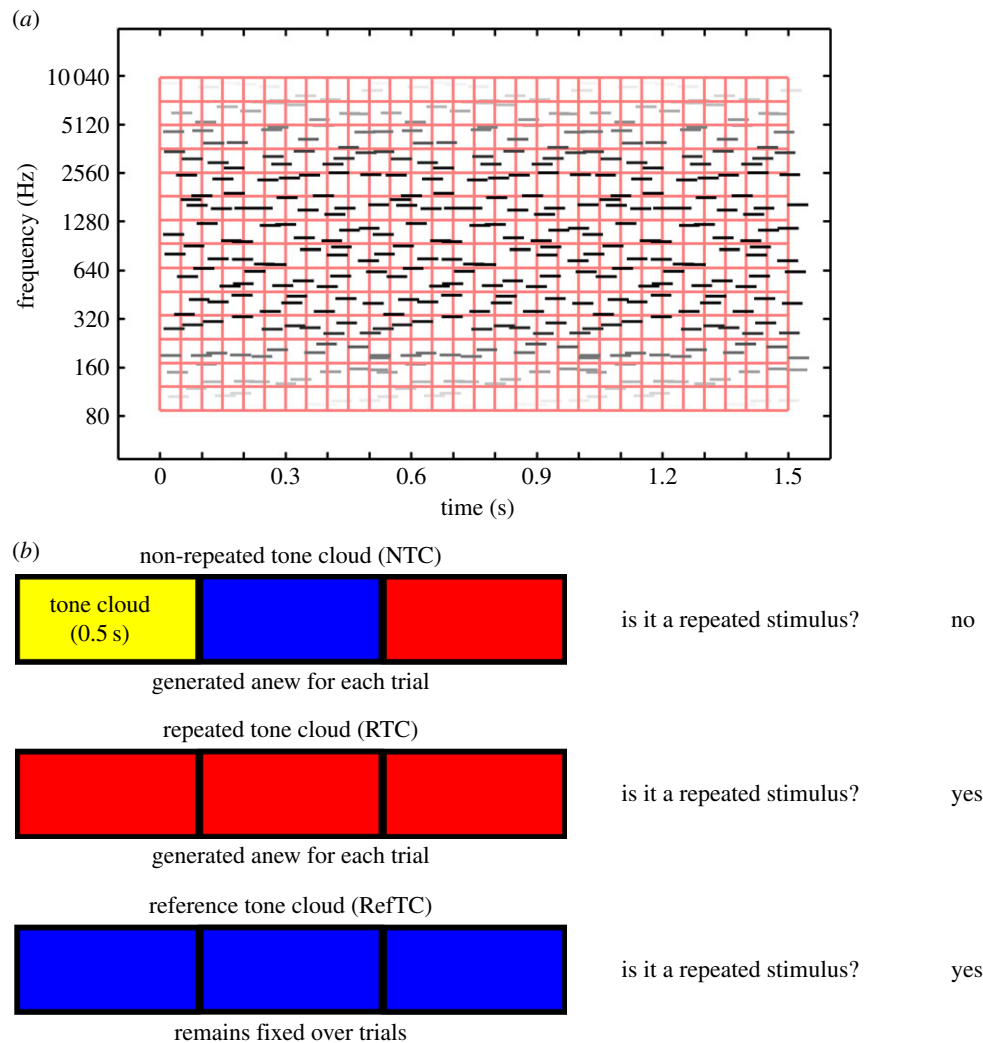 (a)
10 040
5120
2560
1280
640
320
160
80
frequency (Hz)
0 0.3 0.6 0.9 1.2 1.5
time (s)
(b)
non-repeated tone cloud (NTC)
tone cloud
(0.5 s)
is it a repeated stimulus? no
generated anew for each trial
repeated tone cloud (RTC)
is it a repeated stimulus? yes
generated anew for each trial
reference tone cloud (RefTC)
is it a repeated stimulus? yes
remains fixed over trials